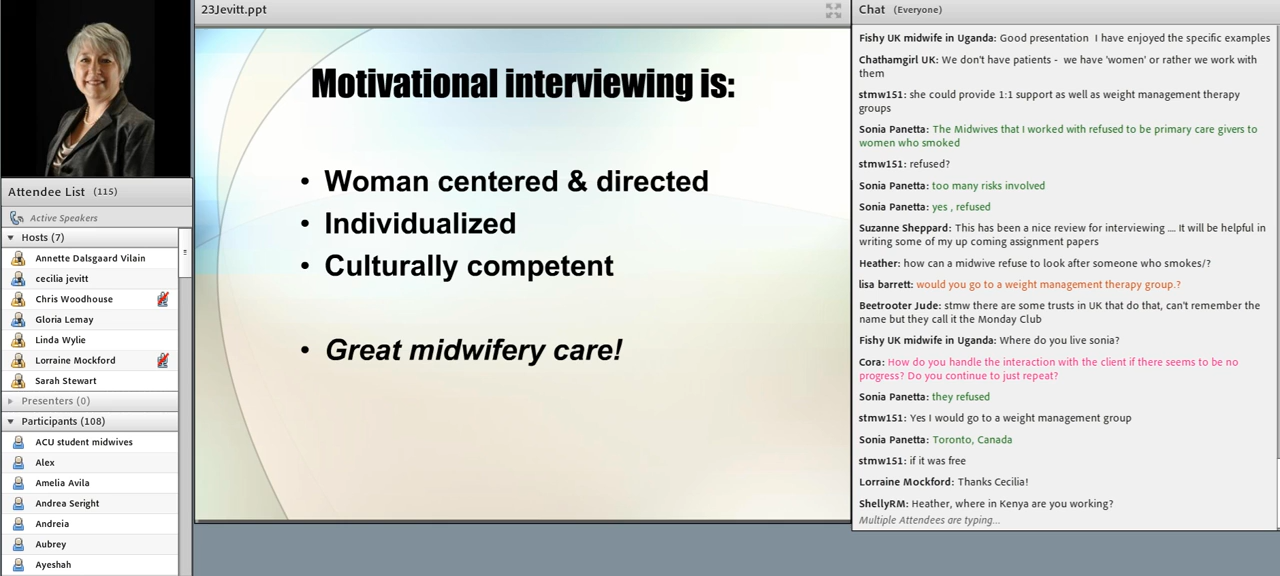 23Jevitt.ppt
Attendee List (115)
Active Speakers
Hosts (7)
Annette Dalsgaard Vilain
cecilia jevitt
Chris Woodhouse
Gloria Lemay
Linda Wylie
Lorraine Mockford
Sarah Stewart
Presenters (0)
Participants (108)
ACU student midwives
Alex
Amelia Avila
Andrea Seright
Andreia
Aubrey
Ayeshah
Motivational interviewing is:
• Woman centered & directed
• Individualized
• Culturally competent
• Great midwifery care!
Chat (Everyone)
Fishy UK midwife in Uganda: Good presentation I have enjoyed the specific examples
Chathamgirl UK: We don't have patients - we have 'women' or rather we work with
them
stmw151: she could provide 1:1 support as well as weight management therapy
groups
Sonia Panetta: The Midwives that I worked with refused to be primary care givers to
women who smoked
stmw151: refused?
Sonia Panetta: too many risks involved
Sonia Panetta: yes , refused
Suzanne Sheppard: This has been a nice review for interviewing .... It will be helpful in
writing some of my up coming assignment papers
Heather: how can a midwive refuse to look after someone who smokes/?
lisa barrett: would you go to a weight management therapy group.?
Beetrooter Jude: stmw there are some trusts in UK that do that, can't remember the
name but they call it the Monday Club
Fishy UK midwife in Uganda: Where do you live sonia?
Cora: How do you handle the interaction with the client if there seems to be no
progress? Do you continue to just repeat?
Sonia Panetta: they refused
stmw151: Yes I would go to a weight management group
Sonia Panetta: Toronto, Canada
stmw151: if it was free
Lorraine Mockford: Thanks Cecilia!
ShellyRM: Heather, where in Kenya are you working?
Multiple Attendees are typing...